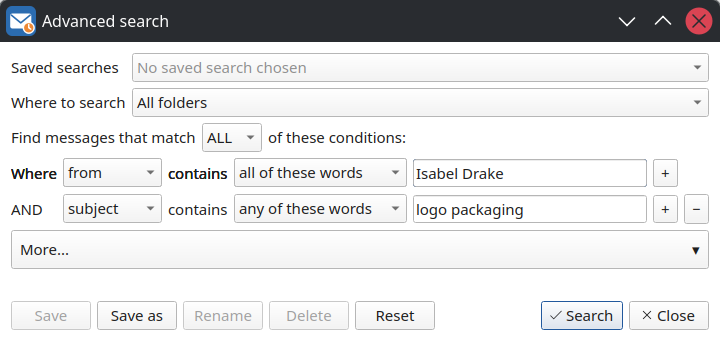 Advanced search
Saved searches No saved search chosen
Where to search All folders
Find messages that match ALL of these conditions:
Where from contains all of these words Isabel Drake +
AND subject contains any of these words logo packaging + −
More...
Save Save as Rename Delete Reset Search Close